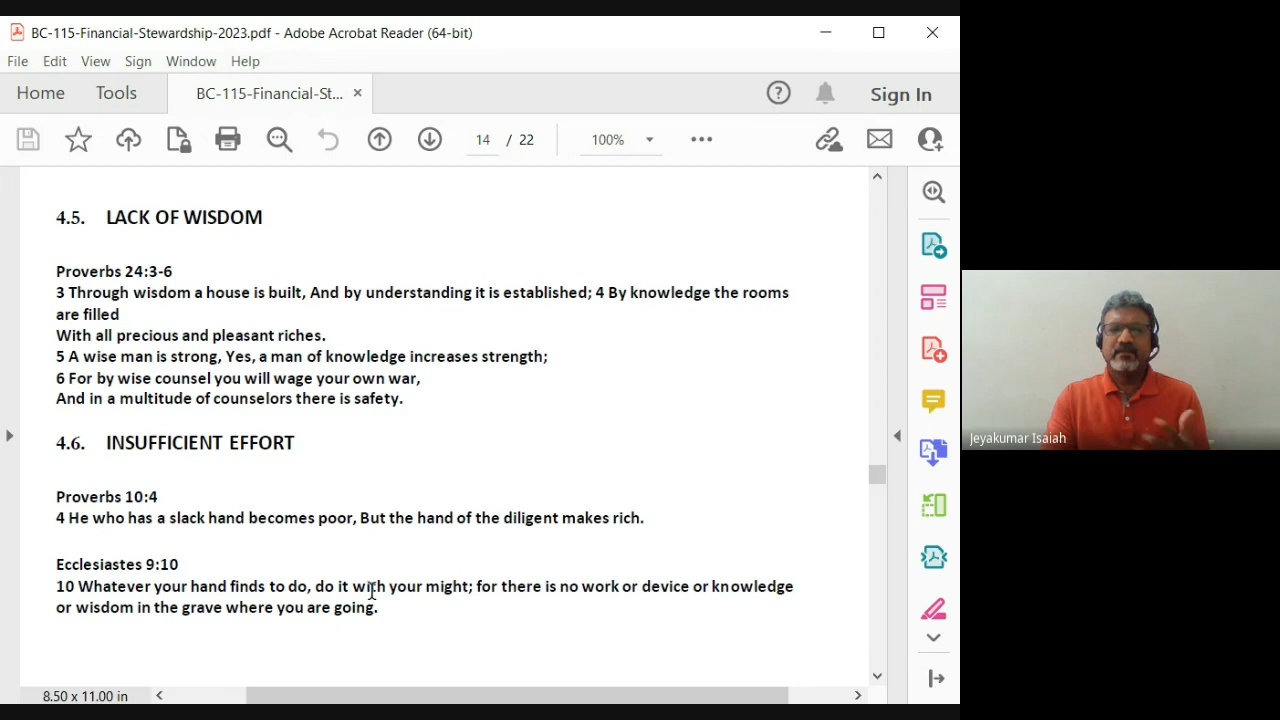 BC-115-Financial-Stewardship-2023.pdf - Adobe Acrobat Reader (64-bit)
File Edit View Sign Window Help
Home Tools BC-115-Financial-St... × Sign In
14 / 22 100%
4.5. LACK OF WISDOM
Proverbs 24:3-6
3 Through wisdom a house is built, And by understanding it is established; 4 By knowledge the rooms
are filled
With all precious and pleasant riches.
5 A wise man is strong, Yes, a man of knowledge increases strength;
6 For by wise counsel you will wage your own war,
And in a multitude of counselors there is safety.
4.6. INSUFFICIENT EFFORT
Proverbs 10:4
4 He who has a slack hand becomes poor, But the hand of the diligent makes rich.
Ecclesiastes 9:10
10 Whatever your hand finds to do, do it with your might; for there is no work or device or knowledge
or wisdom in the grave where you are going.
8.50 x 11.00 in
Jeyakumar Isaiah